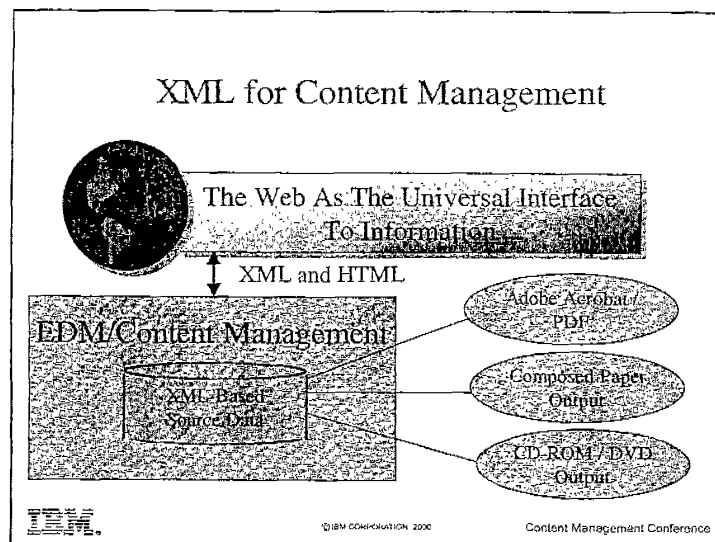 XML for Content Management
The Web As The Universal Interface
To Information
XML and HTML
EDM/Content Management
XML-Based
Source Data
Adobe Acrobat /
PDF
Composed Paper
Output
CD-ROM / DVD
Output
IBM.
© IBM CORPORATION 2000
Content Management Conference